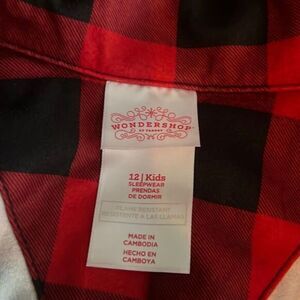 WONDERSHOP
AT TARGET
12 | Kids
SLEEPWEAR
PRENDAS
DE DORMIR
FLAME RESISTANT
RESISTENTE A LAS LLAMAS
MADE IN
CAMBODIA
HECHO EN
CAMBOYA